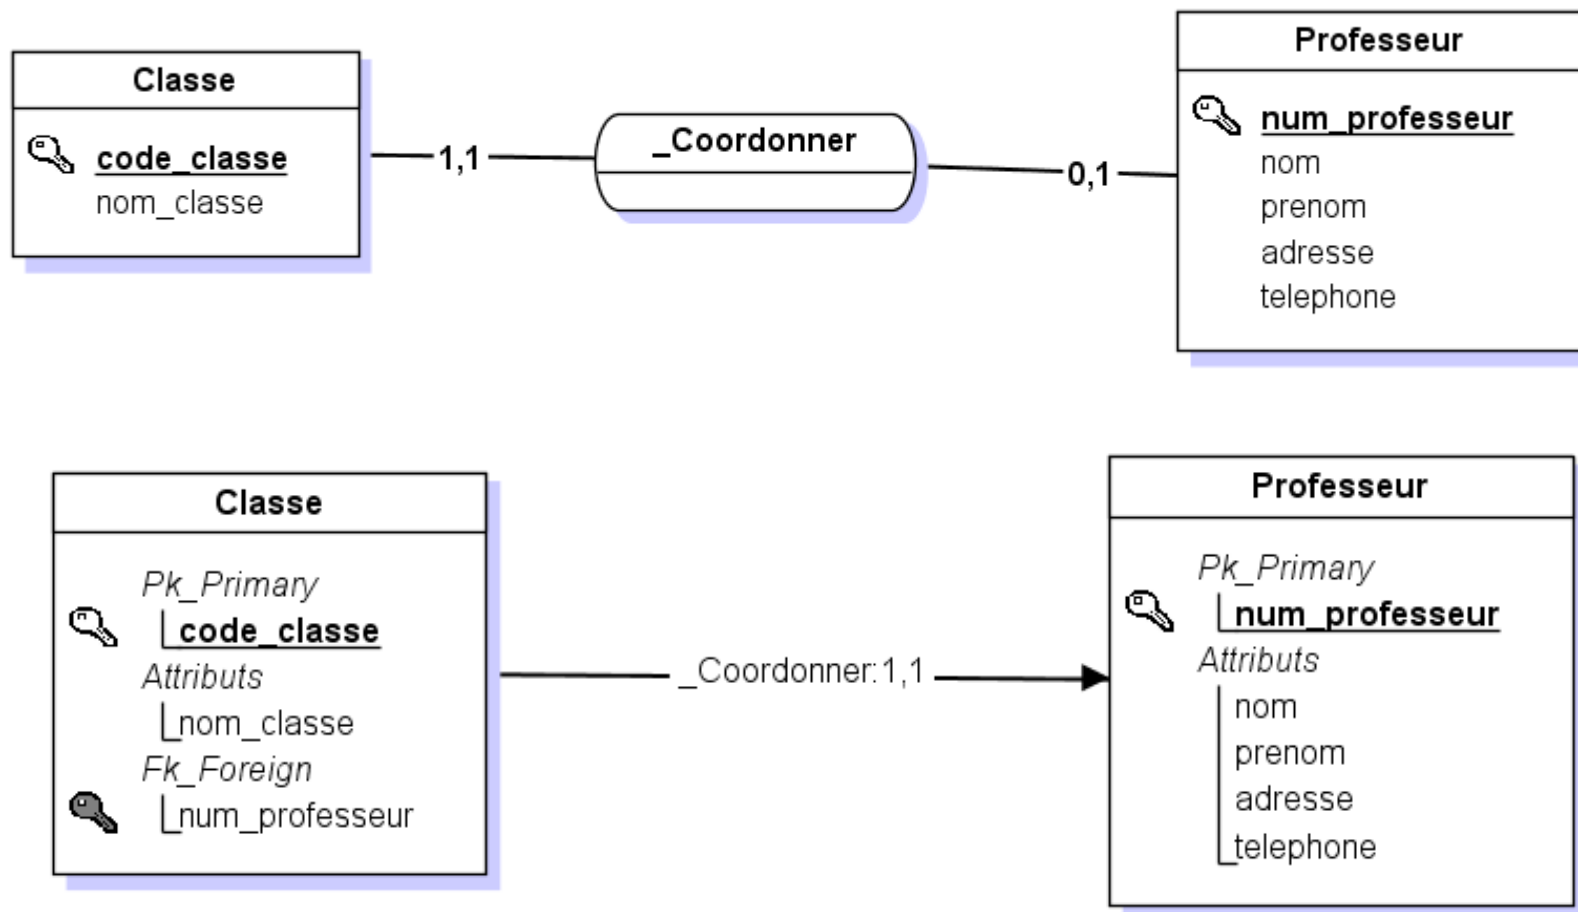 Classe
code_classe
nom_classe
1,1
_Coordonner
0,1
Professeur
num_professeur
nom
prenom
adresse
telephone
Classe
Pk_Primary
code_classe
Attributs
nom_classe
Fk_Foreign
num_professeur
_Coordonner:1,1
Professeur
Pk_Primary
num_professeur
Attributs
nom
prenom
adresse
telephone